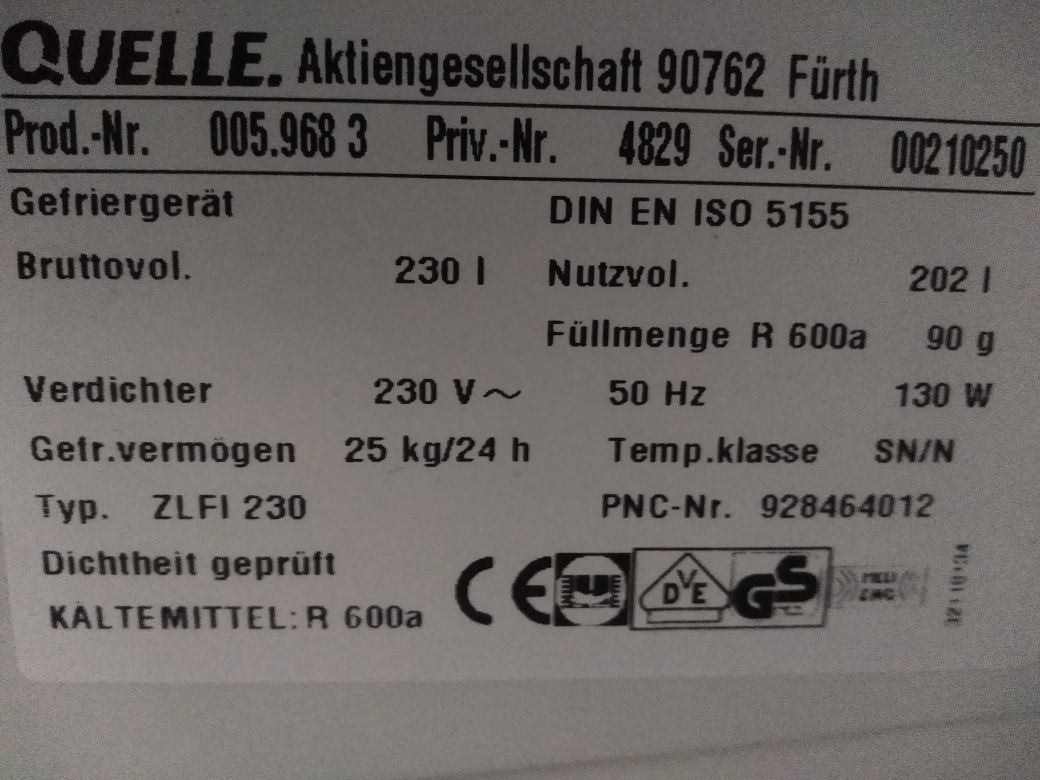 QUELLE. Aktiengesellschaft 90762 Fürth
Prod.-Nr. 005.968 3 Priv.-Nr. 4829 Ser.-Nr. 00210250
Gefriergerät DIN EN ISO 5155
Bruttovol. 230 l Nutzvol. 202 l
Füllmenge R 600a 90 g
Verdichter 230 V~ 50 Hz 130 W
Gefr.vermögen 25 kg/24 h Temp.klasse SN/N
Typ. ZLFI 230 PNC-Nr. 928464012
Dichtheit geprüft
KÄLTEMITTEL: R 600a
CE DVE GS